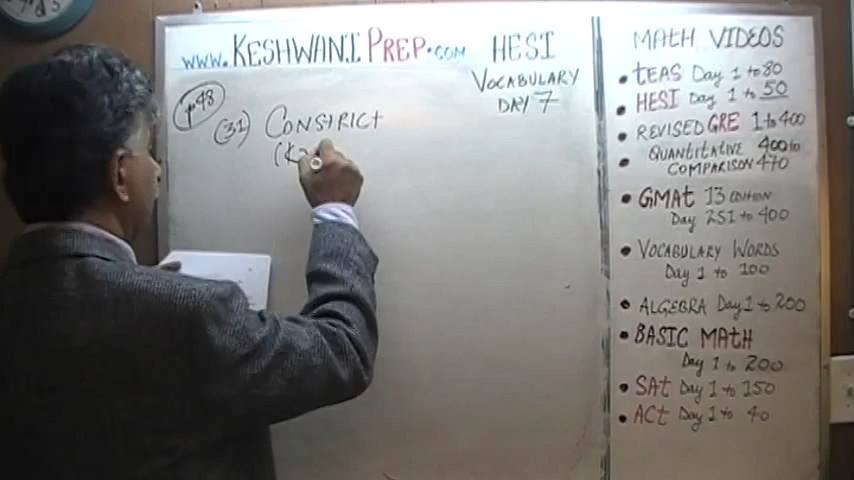 www.KESHWANIPREP.com HESI
VOCABULARY
DAY 7
p48
(31) CONSTRICT
(K
MATH VIDEOS
• TEAS Day 1 to 80
• HESI Day 1 to 50
• REVISED GRE 1 to 400
• QUANTITATIVE 400 to
COMPARISON 470
• GMAT 13 EDITION
Day 251 to 400
• VOCABULARY WORDS
Day 1 to 100
• ALGEBRA Day 1 to 200
• BASIC MATH
Day 1 to 200
• SAT Day 1 to 150
• ACT Day 1 to 40